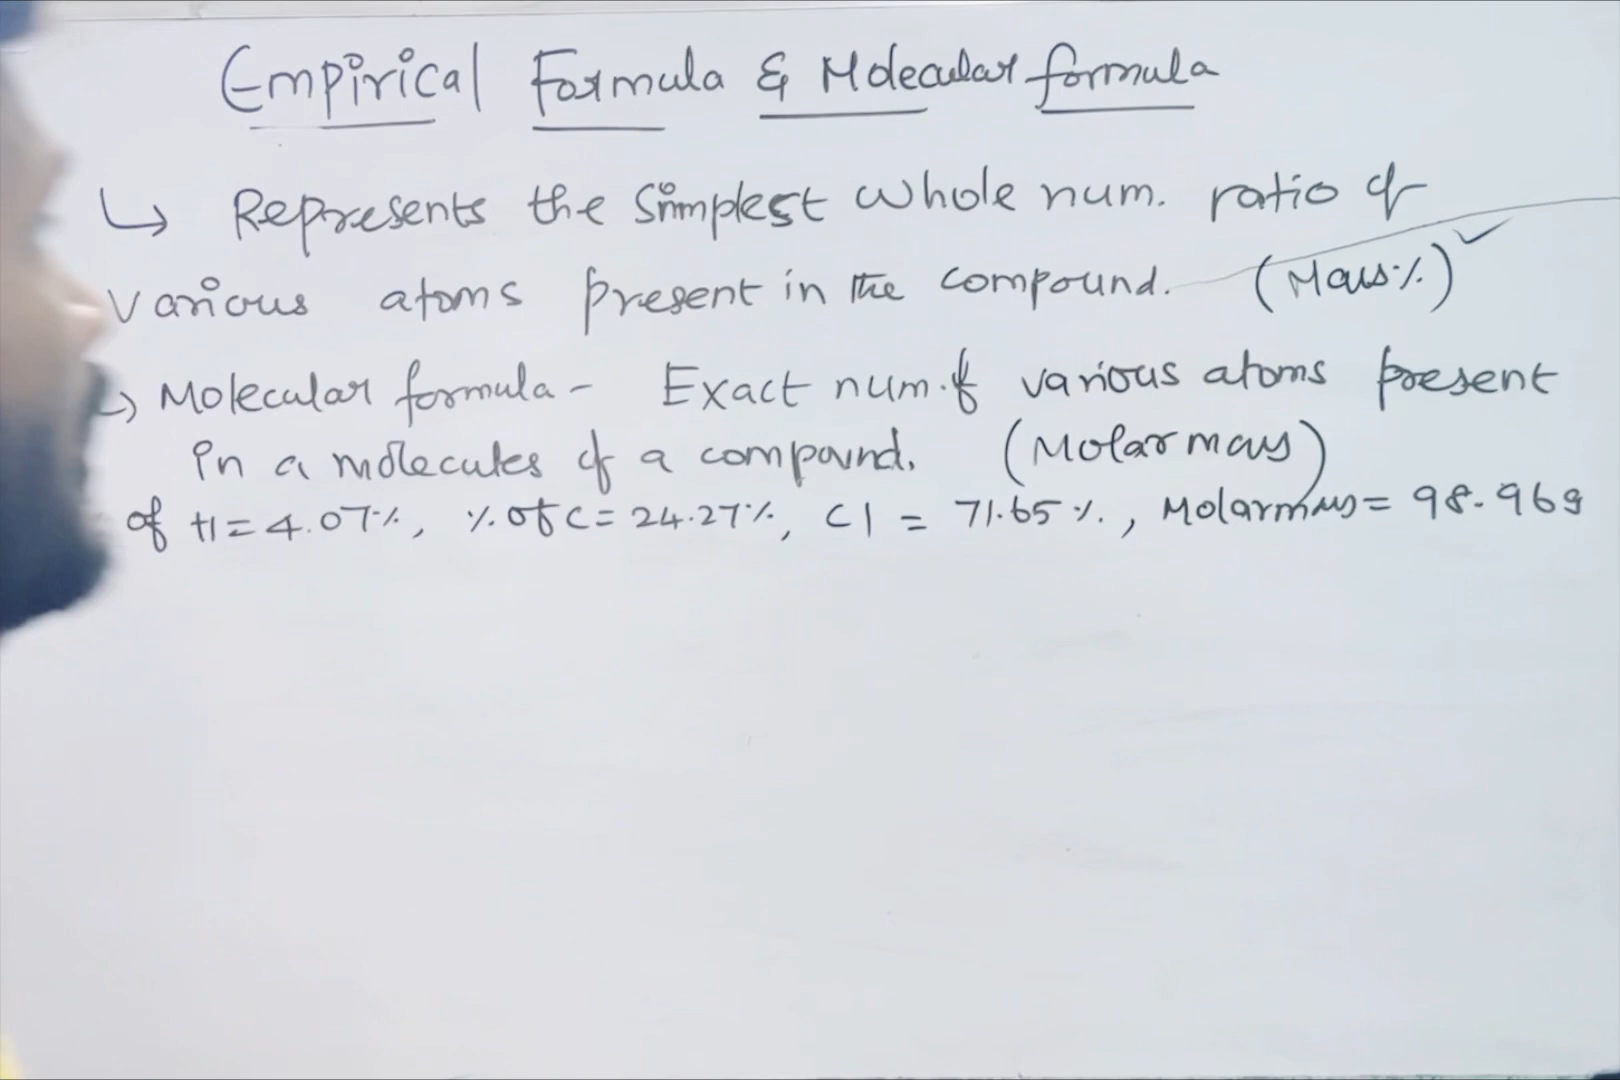 Empirical Formula & Molecular formula
↳ Represents the simplest whole num. ratio of
various atoms present in the compound. (Mass%) ✓
↳ Molecular formula - Exact num. of various atoms present
in a molecules of a compound. (Molar mass)
of H = 4.07%, % of C = 24.27%, Cl = 71.65%, Molarmass = 98.96g